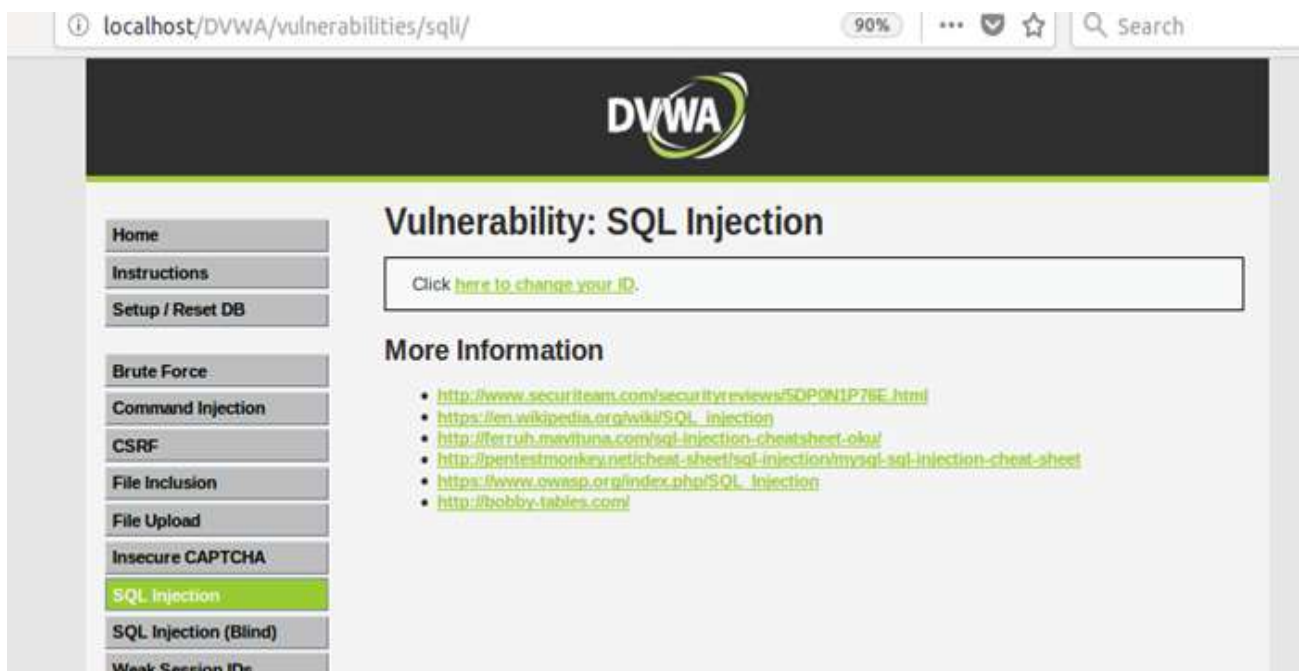 localhost/DVWA/vulnerabilities/sqli/
90%
Search
DVWA
Home
Instructions
Setup / Reset DB
Brute Force
Command Injection
CSRF
File Inclusion
File Upload
Insecure CAPTCHA
SQL Injection
SQL Injection (Blind)
Weak Session IDs
Vulnerability: SQL Injection
Click here to change your ID.
More Information
http://www.securiteam.com/securityreviews/5DP0N1P76E.html
https://en.wikipedia.org/wiki/SQL_injection
http://ferruh.mavituna.com/sql-injection-cheatsheet-oku/
http://pentestmonkey.net/cheat-sheet/sql-injection/mysql-sql-injection-cheat-sheet
https://www.owasp.org/index.php/SQL_Injection
http://bobby-tables.com/